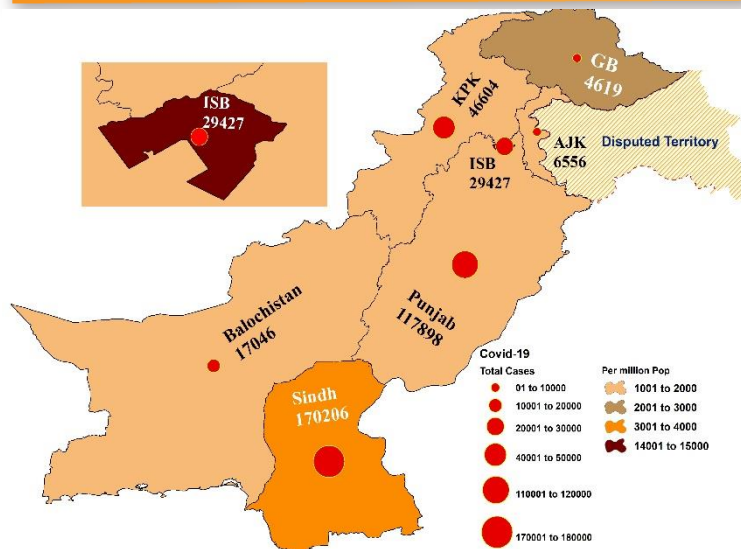 ISB
29427
KPK
46604
GB
4619
AJK
6556
Disputed Territory
ISB
29427
Punjab
117898
Balochistan
17046
Sindh
170206
Covid-19
Total Cases
01 to 10000
10001 to 20000
20001 to 30000
40001 to 50000
110001 to 120000
170001 to 180000
Per million Pop
1001 to 2000
2001 to 3000
3001 to 4000
14001 to 15000